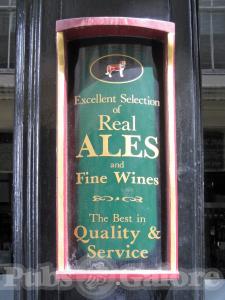 Excellent Selection
of
Real
ALES
and
Fine Wines
The Best in
Quality &
Service
Pubs Galore